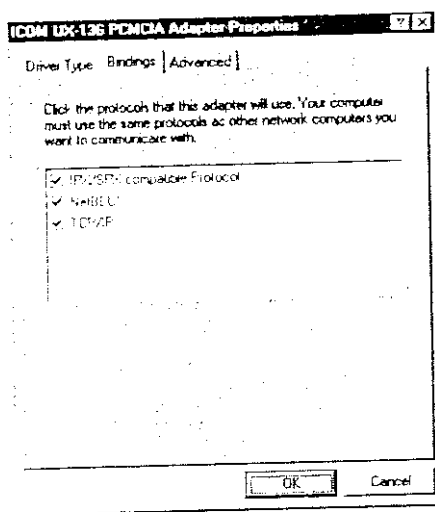 ICOM UX-136 PCMCIA Adapter Properties
Driver Type Bindings Advanced
Click the protocols that this adapter will use. Your computer
must use the same protocols as other network computers you
want to communicate with.
IPX/SPX-compatible Protocol
NetBEUI
TCP/IP
OK Cancel